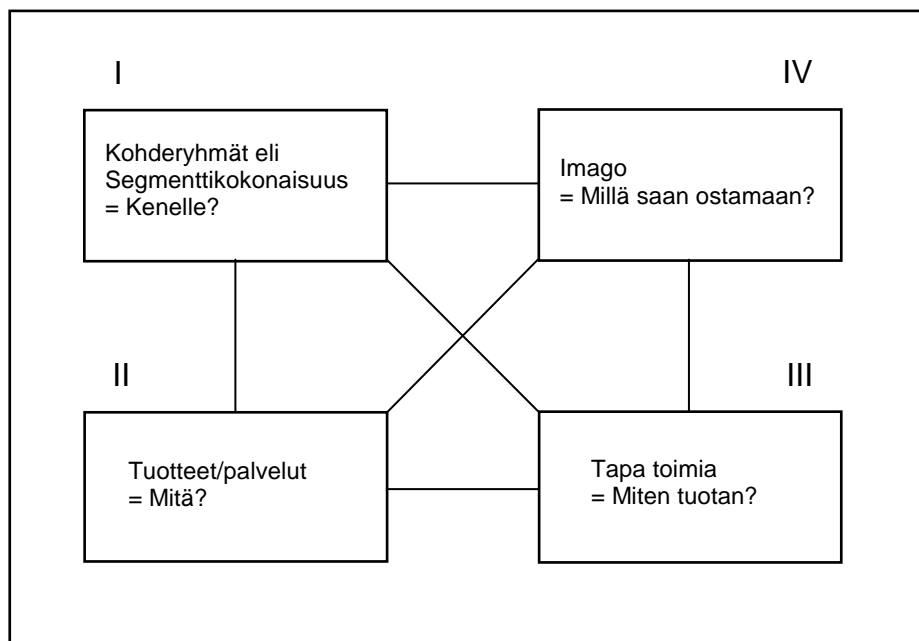 I
Kohderyhmät eli
Segmenttikokonaisuus
= Kenelle?
IV
Imago
= Millä saan ostamaan?
II
Tuotteet/palvelut
= Mitä?
III
Tapa toimia
= Miten tuotan?